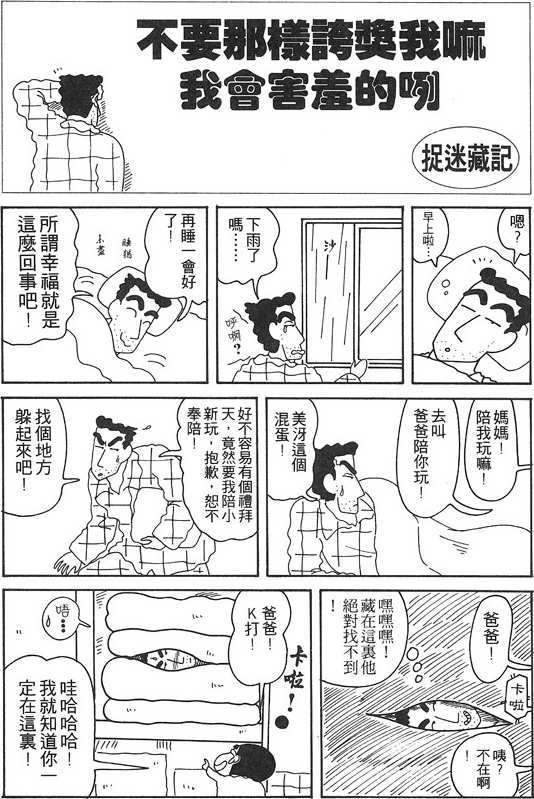 不要那樣誇獎我嘛
我會害羞的咧
捉迷藏記
嗯？
早上啦…
下雨了
嗎……
沙…
呼啊？
再睡一會好
了！
睡猶
未盡
所謂幸福就是
這麼回事吧！
媽媽！
陪我玩嘛！
去叫
爸爸陪你玩！
美冴這個
混蛋！
好不容易有個禮拜
天，竟然要我陪小
新玩，抱歉，恕不
奉陪！
找個地方
躲起來吧！
爸爸！
卡啦
咦？
不在啊
！
嘿嘿嘿！
藏在這裏他
絕對找不到
！
卡啦！
爸爸！
K打！
唔…
哇哈哈哈！
我就知道你一
定在這裏！